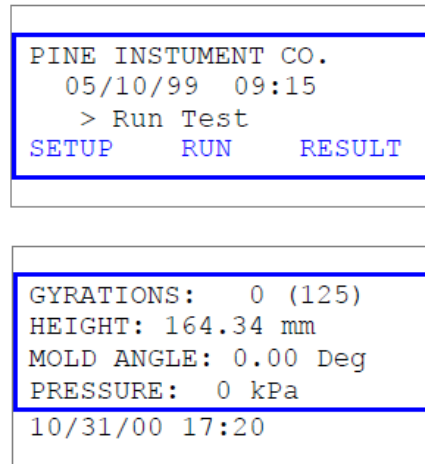 PINE INSTUMENT CO.
05/10/99 09:15
> Run Test
SETUP RUN RESULT
GYRATIONS: 0 (125)
HEIGHT: 164.34 mm
MOLD ANGLE: 0.00 Deg
PRESSURE: 0 kPa
10/31/00 17:20